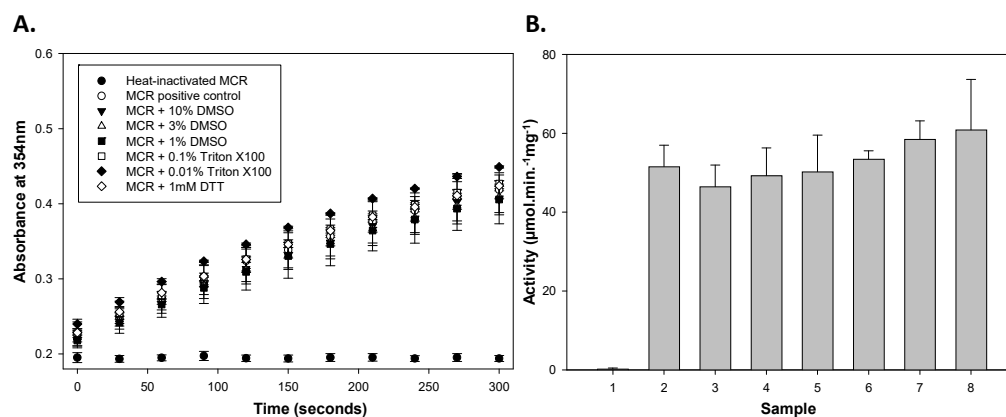 A.
B.
Absorbance at 354nm
0.6
0.5
0.4
0.3
0.2
Heat-inactivated MCR
MCR positive control
MCR + 10% DMSO
MCR + 3% DMSO
MCR + 1% DMSO
MCR + 0.1% Triton X100
MCR + 0.01% Triton X100
MCR + 1mM DTT
0 50 100 150 200 250 300
Time (seconds)
Activity (µmol.min.-1mg-1)
80
60
40
20
0
1 2 3 4 5 6 7 8
Sample